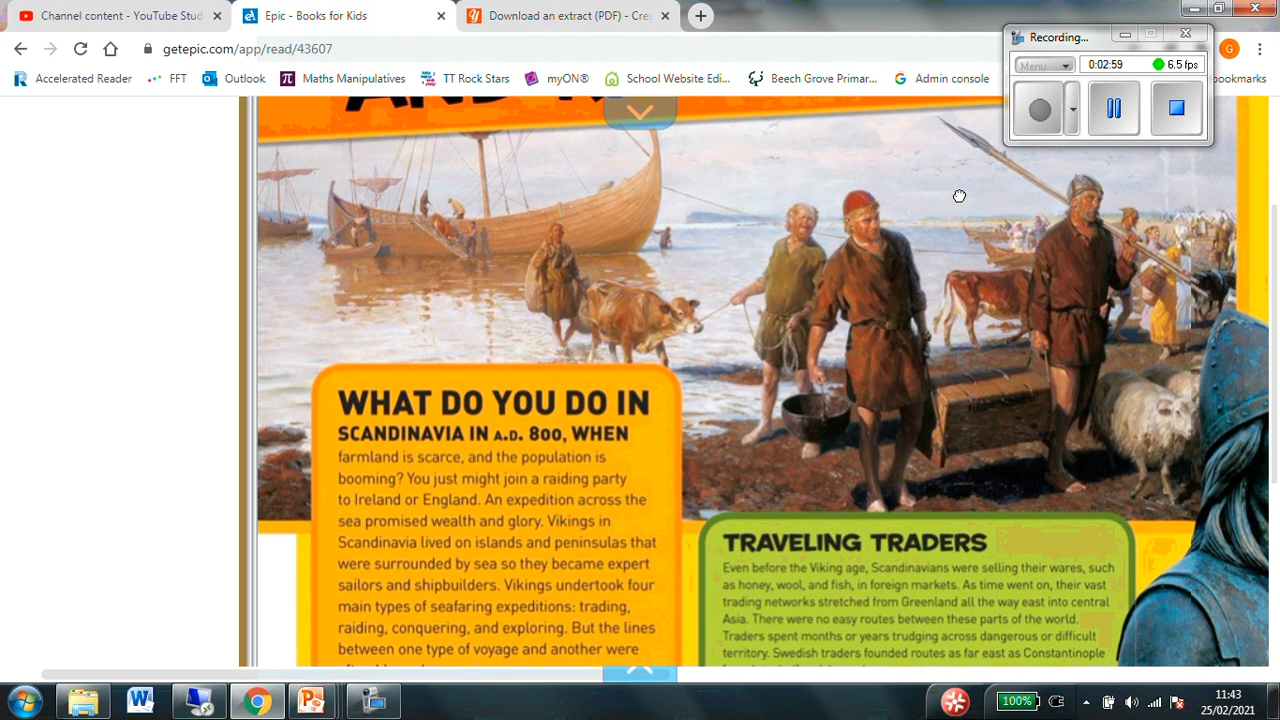 Channel content - YouTube Stud
Epic - Books for Kids
Download an extract (PDF) - Cres
getepic.com/app/read/43607
Accelerated Reader
FFT
Outlook
Maths Manipulatives
TT Rock Stars
myON®
School Website Edi...
Beech Grove Primar...
Admin console
ookmarks
G
Recording...
Menu
0:02:59
6.5 fps
AND
WHAT DO YOU DO IN
SCANDINAVIA IN A.D. 800, WHEN
farmland is scarce, and the population is
booming? You just might join a raiding party
to Ireland or England. An expedition across the
sea promised wealth and glory. Vikings in
Scandinavia lived on islands and peninsulas that
were surrounded by sea so they became expert
sailors and shipbuilders. Vikings undertook four
main types of seafaring expeditions: trading,
raiding, conquering, and exploring. But the lines
between one type of voyage and another were
TRAVELING TRADERS
Even before the Viking age, Scandinavians were selling their wares, such
as honey, wool, and fish, in foreign markets. As time went on, their vast
trading networks stretched from Greenland all the way east into central
Asia. There were no easy routes between these parts of the world.
Traders spent months or years trudging across dangerous or difficult
territory. Swedish traders founded routes as far east as Constantinople
100%
11:43
25/02/2021